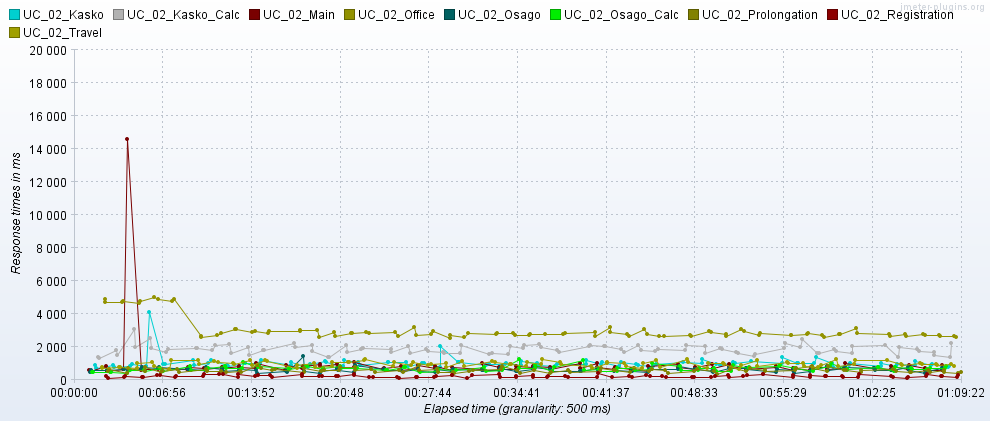 UC_02_Kasko UC_02_Kasko_Calc UC_02_Main UC_02_Office UC_02_Osago UC_02_Osago_Calc UC_02_Prolongation UC_02_Registration
jmeter-plugins.org
UC_02_Travel
20 000
18 000
16 000
14 000
12 000
10 000
8 000
6 000
4 000
2 000
0
Response times in ms
00:00:00 00:06:56 00:13:52 00:20:48 00:27:44 00:34:41 00:41:37 00:48:33 00:55:29 01:02:25 01:09:22
Elapsed time (granularity: 500 ms)